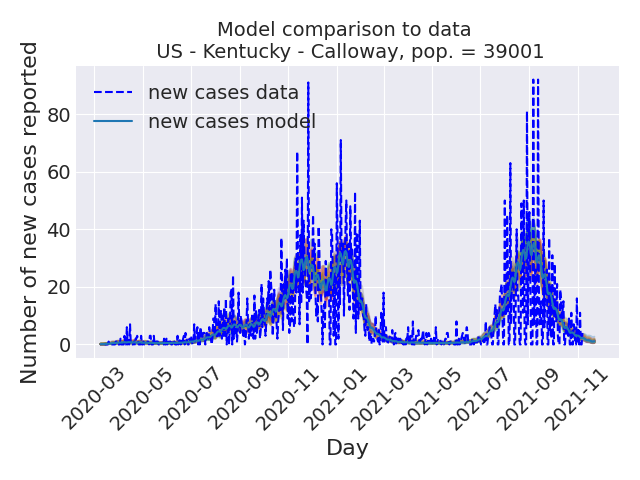 Model comparison to data
US - Kentucky - Calloway, pop. = 39001
new cases data
new cases model
Number of new cases reported
80
60
40
20
0
2020-03
2020-05
2020-07
2020-09
2020-11
2021-01
2021-03
2021-05
2021-07
2021-09
2021-11
Day